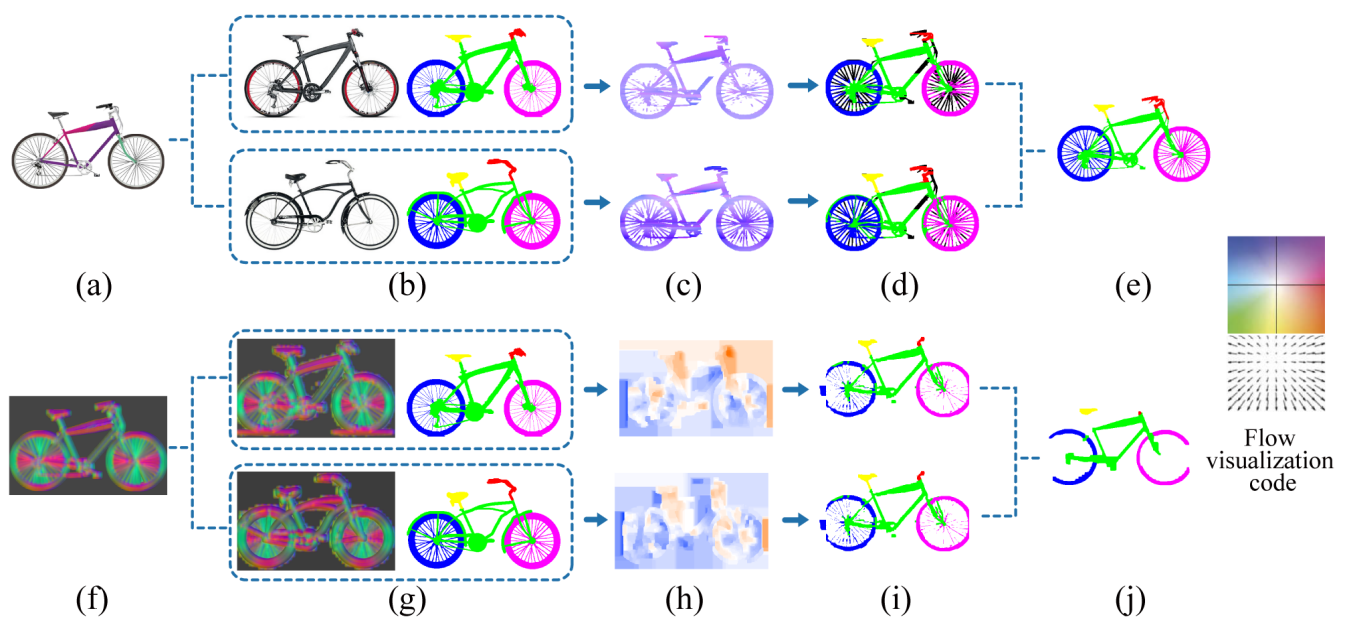 (a)
(b)
(c)
(d)
(e)
(f)
(g)
(h)
(i)
(j)
Flow
visualization
code